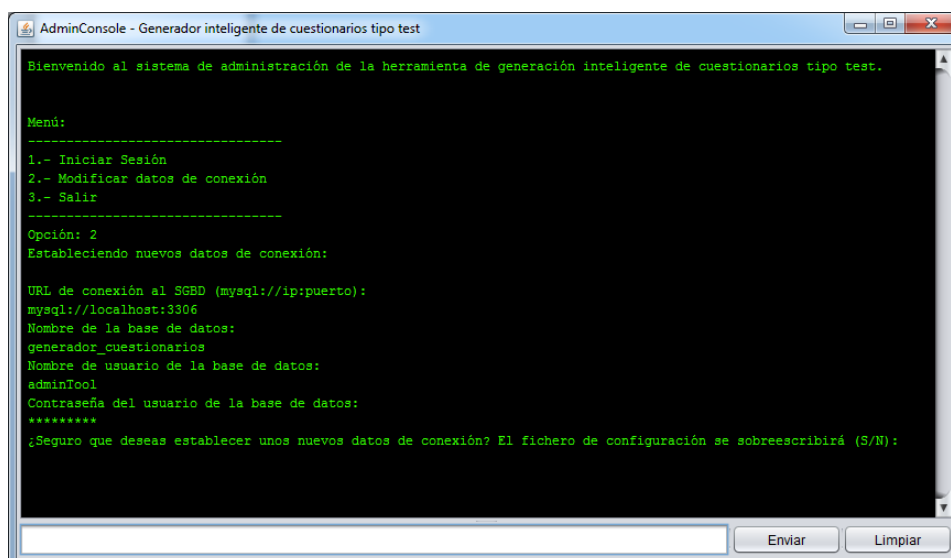 AdminConsole - Generador inteligente de cuestionarios tipo test
Bienvenido al sistema de administración de la herramienta de generación inteligente de cuestionarios tipo test.
Menú:
---------------------------------
1.- Iniciar Sesión
2.- Modificar datos de conexión
3.- Salir
---------------------------------
Opción: 2
Estableciendo nuevos datos de conexión:
URL de conexión al SGBD (mysql://ip:puerto):
mysql://localhost:3306
Nombre de la base de datos:
generador_cuestionarios
Nombre de usuario de la base de datos:
adminTool
Contraseña del usuario de la base de datos:
*********
¿Seguro que deseas establecer unos nuevos datos de conexión? El fichero de configuración se sobreescribirá (S/N):
Enviar
Limpiar